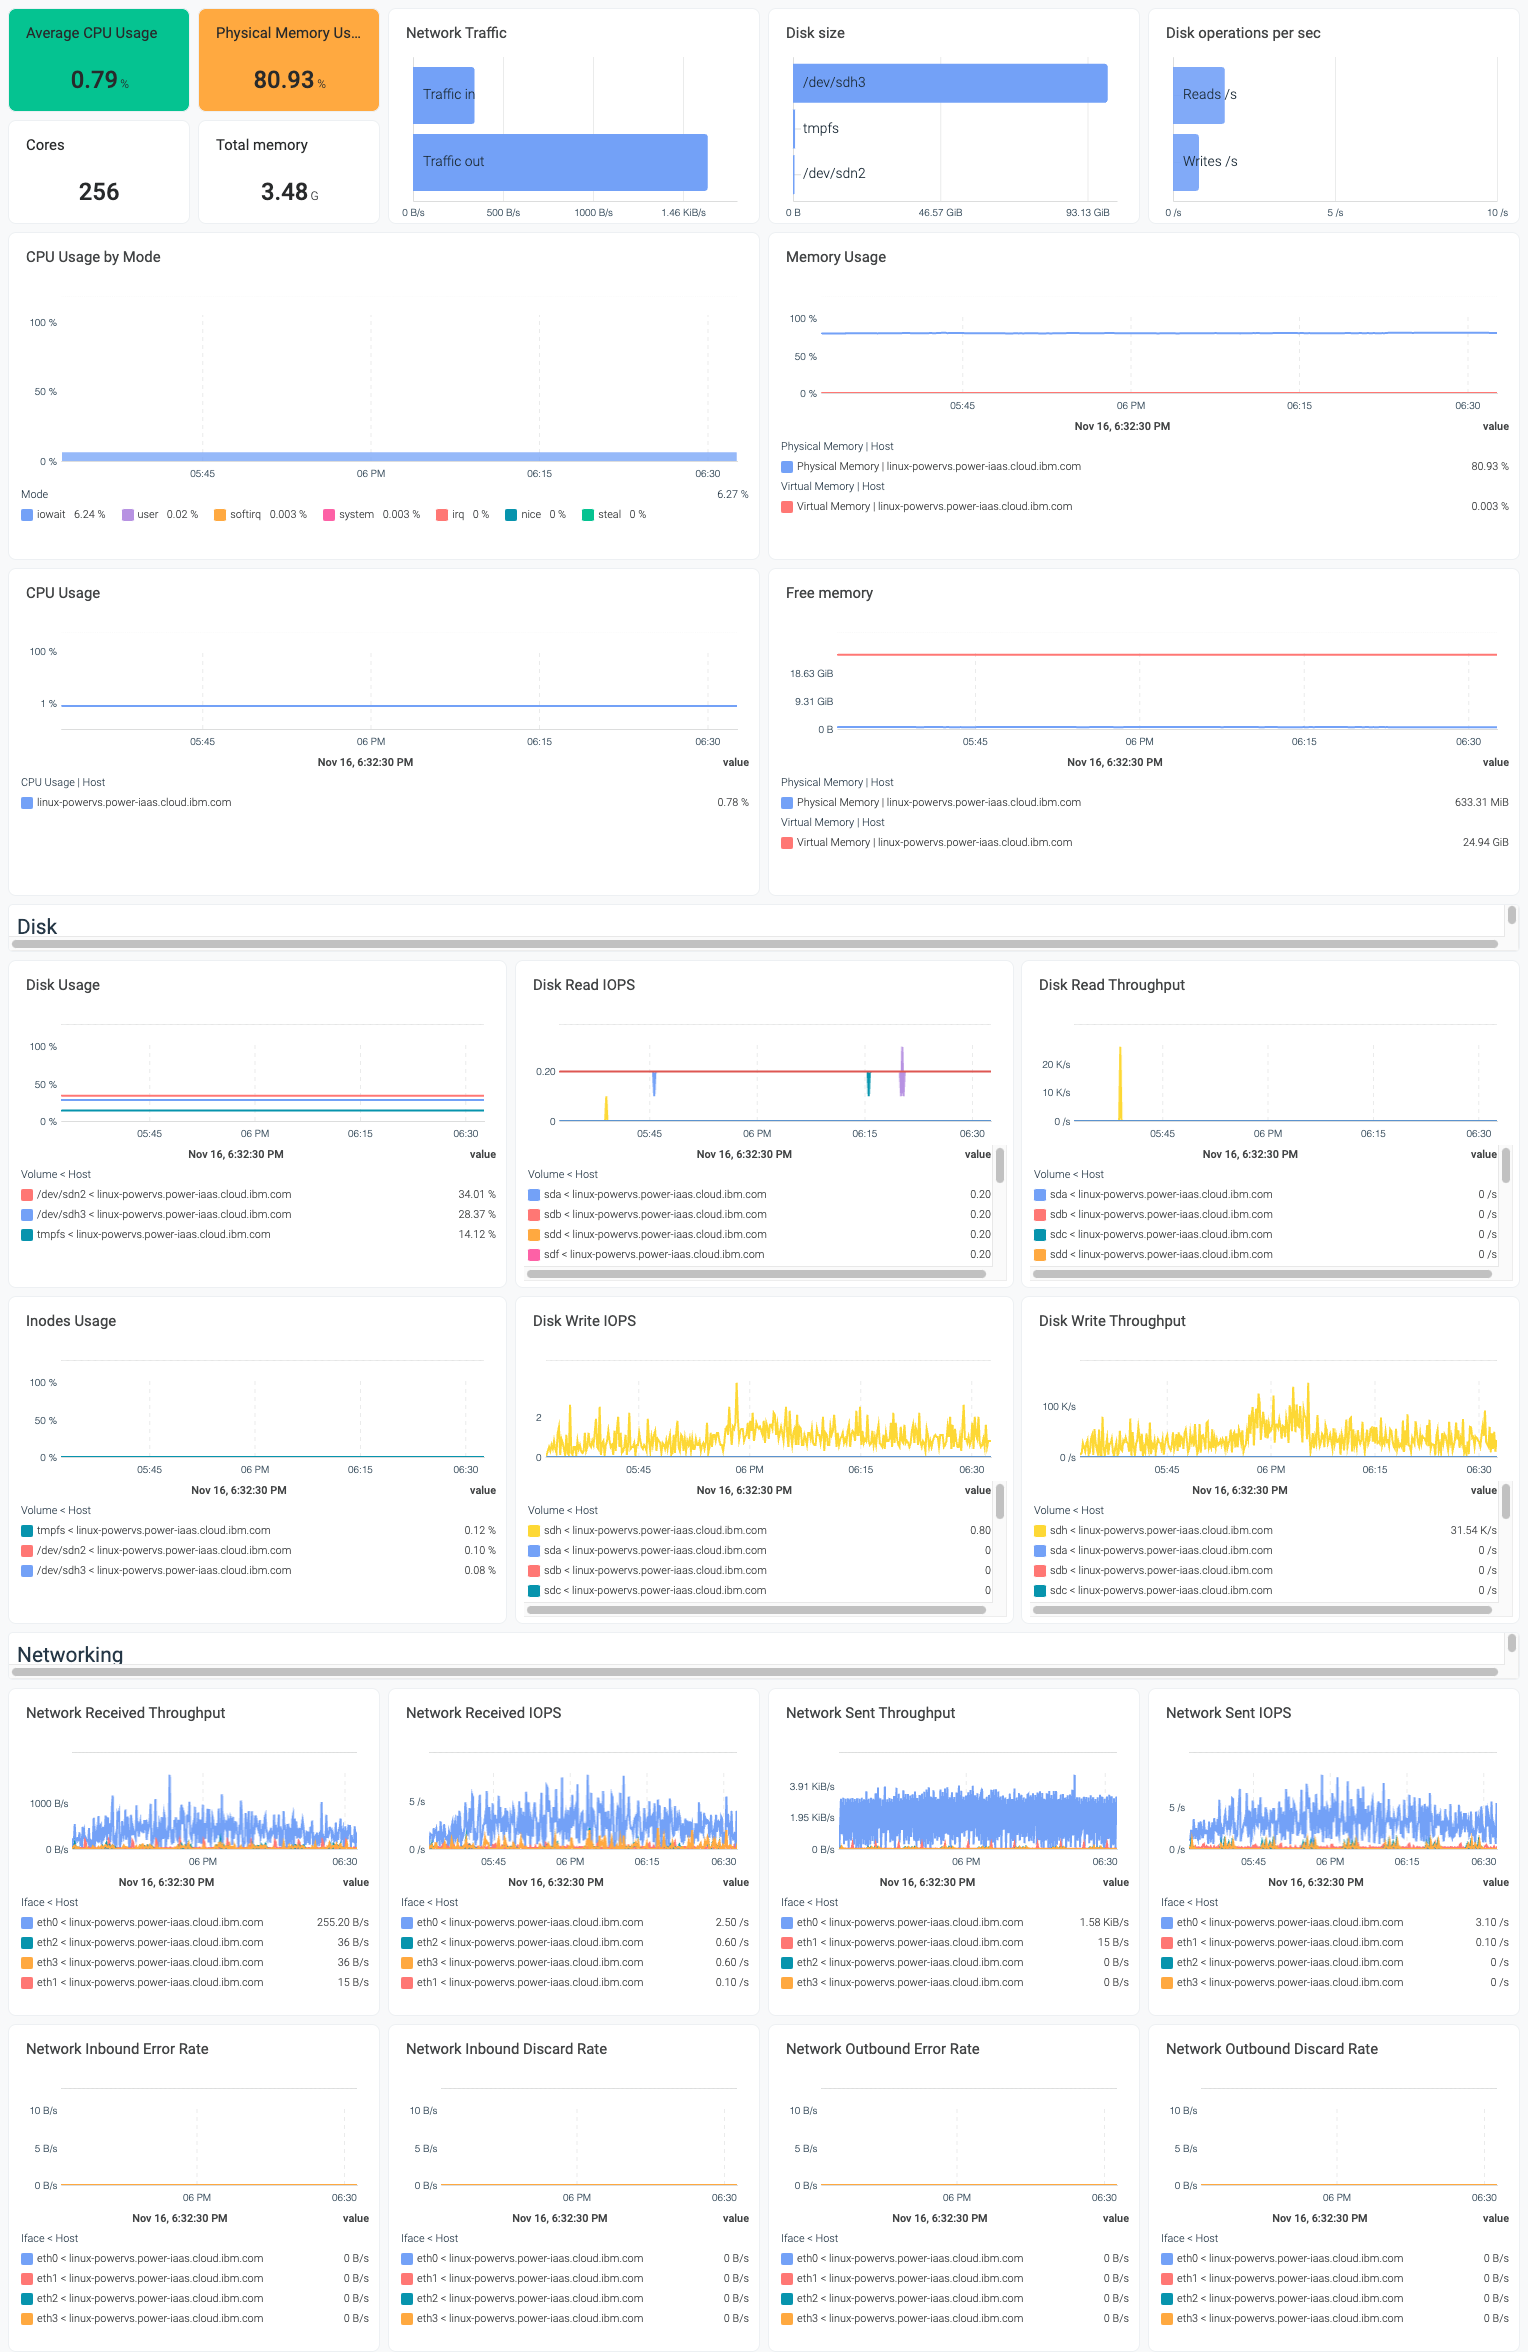 Average CPU Usage
0.79 %
Physical Memory Us...
80.93 %
Cores
256
Total memory
3.48 G
Network Traffic
Traffic in
Traffic out
0 B/s 500 B/s 1000 B/s 1.46 KiB/s
Disk size
/dev/sdh3
tmpfs
/dev/sdn2
0 B 46.57 GiB 93.13 GiB
Disk operations per sec
Reads /s
Writes /s
0 /s 5 /s 10 /s
CPU Usage by Mode
100 %
50 %
0 %
05:45 06 PM 06:15 06:30
Mode 6.27 %
iowait 6.24 % user 0.02 % softirq 0.003 % system 0.003 % irq 0 % nice 0 % steal 0 %
Memory Usage
100 %
50 %
0 %
05:45 06 PM 06:15 06:30
Nov 16, 6:32:30 PM value
Physical Memory | Host
Physical Memory | linux-powervs.power-iaas.cloud.ibm.com 80.93 %
Virtual Memory | Host
Virtual Memory | linux-powervs.power-iaas.cloud.ibm.com 0.003 %
CPU Usage
100 %
1 %
05:45 06 PM 06:15 06:30
Nov 16, 6:32:30 PM value
CPU Usage | Host
linux-powervs.power-iaas.cloud.ibm.com 0.78 %
Free memory
18.63 GiB
9.31 GiB
0 B
05:45 06 PM 06:15 06:30
Nov 16, 6:32:30 PM value
Physical Memory | Host
Physical Memory | linux-powervs.power-iaas.cloud.ibm.com 633.31 MiB
Virtual Memory | Host
Virtual Memory | linux-powervs.power-iaas.cloud.ibm.com 24.94 GiB
Disk
Disk Usage
100 %
50 %
0 %
05:45 06 PM 06:15 06:30
Nov 16, 6:32:30 PM value
Volume < Host
/dev/sdn2 < linux-powervs.power-iaas.cloud.ibm.com 34.01 %
/dev/sdh3 < linux-powervs.power-iaas.cloud.ibm.com 28.37 %
tmpfs < linux-powervs.power-iaas.cloud.ibm.com 14.12 %
Disk Read IOPS
0.20
0
05:45 06 PM 06:15 06:30
Nov 16, 6:32:30 PM value
Volume < Host
sda < linux-powervs.power-iaas.cloud.ibm.com 0.20
sdb < linux-powervs.power-iaas.cloud.ibm.com 0.20
sdd < linux-powervs.power-iaas.cloud.ibm.com 0.20
sdf < linux-powervs.power-iaas.cloud.ibm.com 0.20
Disk Read Throughput
20 K/s
10 K/s
0 /s
05:45 06 PM 06:15 06:30
Nov 16, 6:32:30 PM value
Volume < Host
sda < linux-powervs.power-iaas.cloud.ibm.com 0 /s
sdb < linux-powervs.power-iaas.cloud.ibm.com 0 /s
sdc < linux-powervs.power-iaas.cloud.ibm.com 0 /s
sdd < linux-powervs.power-iaas.cloud.ibm.com 0 /s
Inodes Usage
100 %
50 %
0 %
05:45 06 PM 06:15 06:30
Nov 16, 6:32:30 PM value
Volume < Host
tmpfs < linux-powervs.power-iaas.cloud.ibm.com 0.12 %
/dev/sdn2 < linux-powervs.power-iaas.cloud.ibm.com 0.10 %
/dev/sdh3 < linux-powervs.power-iaas.cloud.ibm.com 0.08 %
Disk Write IOPS
2
0
05:45 06 PM 06:15 06:30
Nov 16, 6:32:30 PM value
Volume < Host
sdh < linux-powervs.power-iaas.cloud.ibm.com 0.80
sda < linux-powervs.power-iaas.cloud.ibm.com 0
sdb < linux-powervs.power-iaas.cloud.ibm.com 0
sdc < linux-powervs.power-iaas.cloud.ibm.com 0
Disk Write Throughput
100 K/s
0 /s
05:45 06 PM 06:15 06:30
Nov 16, 6:32:30 PM value
Volume < Host
sdh < linux-powervs.power-iaas.cloud.ibm.com 31.54 K/s
sda < linux-powervs.power-iaas.cloud.ibm.com 0 /s
sdb < linux-powervs.power-iaas.cloud.ibm.com 0 /s
sdc < linux-powervs.power-iaas.cloud.ibm.com 0 /s
Networking
Network Received Throughput
1000 B/s
0 B/s
06 PM 06:30
Nov 16, 6:32:30 PM value
Iface < Host
eth0 < linux-powervs.power-iaas.cloud.ibm.com 255.20 B/s
eth2 < linux-powervs.power-iaas.cloud.ibm.com 36 B/s
eth3 < linux-powervs.power-iaas.cloud.ibm.com 36 B/s
eth1 < linux-powervs.power-iaas.cloud.ibm.com 15 B/s
Network Received IOPS
5 /s
0 /s
05:45 06 PM 06:15 06:30
Nov 16, 6:32:30 PM value
Iface < Host
eth0 < linux-powervs.power-iaas.cloud.ibm.com 2.50 /s
eth2 < linux-powervs.power-iaas.cloud.ibm.com 0.60 /s
eth3 < linux-powervs.power-iaas.cloud.ibm.com 0.60 /s
eth1 < linux-powervs.power-iaas.cloud.ibm.com 0.10 /s
Network Sent Throughput
3.91 KiB/s
1.95 KiB/s
0 B/s
06 PM 06:30
Nov 16, 6:32:30 PM value
Iface < Host
eth0 < linux-powervs.power-iaas.cloud.ibm.com 1.58 KiB/s
eth1 < linux-powervs.power-iaas.cloud.ibm.com 15 B/s
eth2 < linux-powervs.power-iaas.cloud.ibm.com 0 B/s
eth3 < linux-powervs.power-iaas.cloud.ibm.com 0 B/s
Network Sent IOPS
5 /s
0 /s
05:45 06 PM 06:15 06:30
Nov 16, 6:32:30 PM value
Iface < Host
eth0 < linux-powervs.power-iaas.cloud.ibm.com 3.10 /s
eth1 < linux-powervs.power-iaas.cloud.ibm.com 0.10 /s
eth2 < linux-powervs.power-iaas.cloud.ibm.com 0 /s
eth3 < linux-powervs.power-iaas.cloud.ibm.com 0 /s
Network Inbound Error Rate
10 B/s
5 B/s
0 B/s
06 PM 06:30
Nov 16, 6:32:30 PM value
Iface < Host
eth0 < linux-powervs.power-iaas.cloud.ibm.com 0 B/s
eth1 < linux-powervs.power-iaas.cloud.ibm.com 0 B/s
eth2 < linux-powervs.power-iaas.cloud.ibm.com 0 B/s
eth3 < linux-powervs.power-iaas.cloud.ibm.com 0 B/s
Network Inbound Discard Rate
10 B/s
5 B/s
0 B/s
06 PM 06:30
Nov 16, 6:32:30 PM value
Iface < Host
eth0 < linux-powervs.power-iaas.cloud.ibm.com 0 B/s
eth1 < linux-powervs.power-iaas.cloud.ibm.com 0 B/s
eth2 < linux-powervs.power-iaas.cloud.ibm.com 0 B/s
eth3 < linux-powervs.power-iaas.cloud.ibm.com 0 B/s
Network Outbound Error Rate
10 B/s
5 B/s
0 B/s
06 PM 06:30
Nov 16, 6:32:30 PM value
Iface < Host
eth0 < linux-powervs.power-iaas.cloud.ibm.com 0 B/s
eth1 < linux-powervs.power-iaas.cloud.ibm.com 0 B/s
eth2 < linux-powervs.power-iaas.cloud.ibm.com 0 B/s
eth3 < linux-powervs.power-iaas.cloud.ibm.com 0 B/s
Network Outbound Discard Rate
10 B/s
5 B/s
0 B/s
06 PM 06:30
Nov 16, 6:32:30 PM value
Iface < Host
eth0 < linux-powervs.power-iaas.cloud.ibm.com 0 B/s
eth1 < linux-powervs.power-iaas.cloud.ibm.com 0 B/s
eth2 < linux-powervs.power-iaas.cloud.ibm.com 0 B/s
eth3 < linux-powervs.power-iaas.cloud.ibm.com 0 B/s